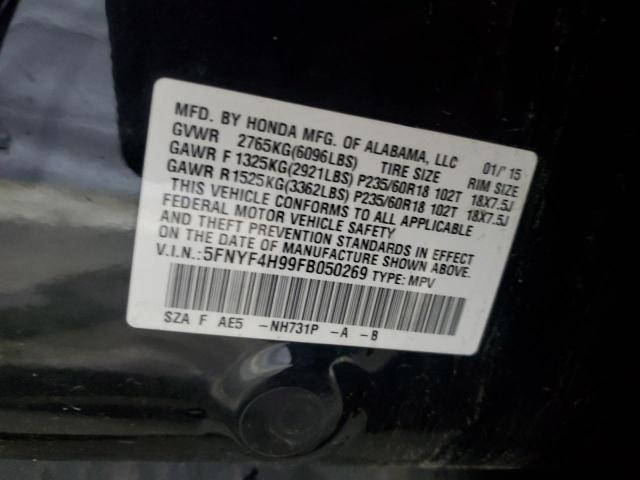 MFD. BY HONDA MFG. OF ALABAMA, LLC 01/'15
GVWR 2765KG(6096LBS) TIRE SIZE RIM SIZE
GAWR F 1325KG(2921LBS) P235/60R18 102T 18X7.5J
GAWR R1525KG(3362LBS) P235/60R18 102T 18X7.5J
THIS VEHICLE CONFORMS TO ALL APPLICABLE
FEDERAL MOTOR VEHICLE SAFETY
AND THEFT PREVENTION STANDARDS IN EFFECT
ON THE DATE OF MANUFACTURE SHOWN ABOVE.
V.I.N.:5FNYF4H99FB050269 TYPE: MPV
SZA F AE5 -NH731P -A -B